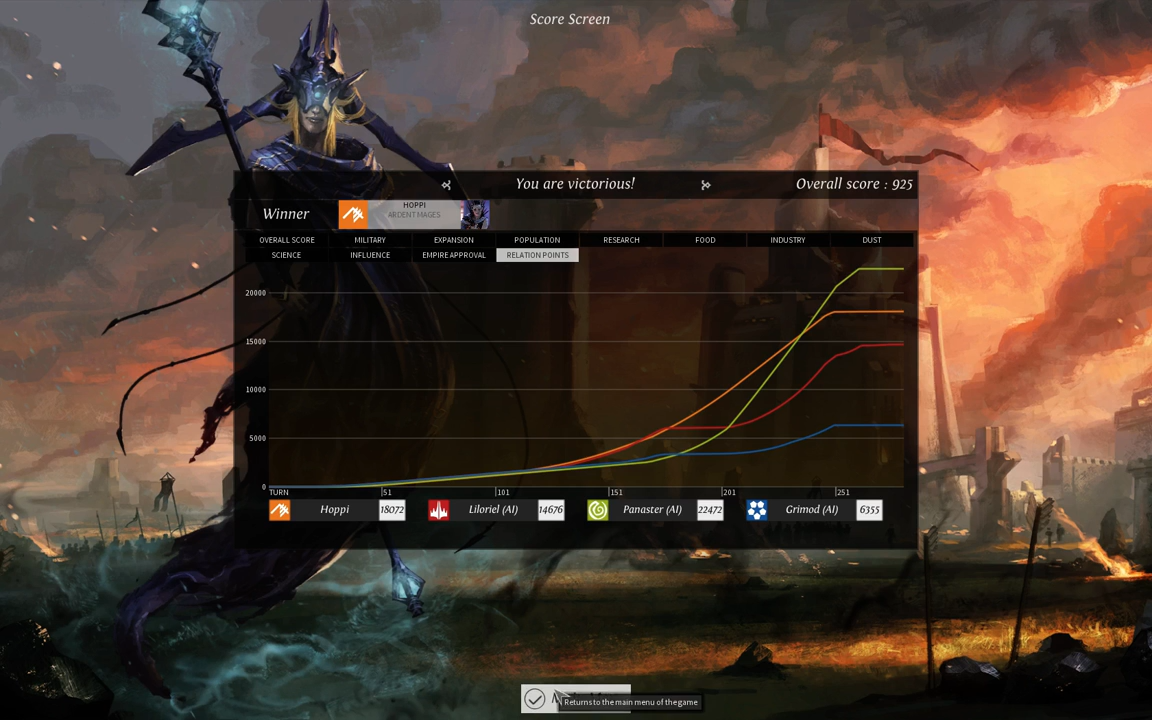 Score Screen
You are victorious!
Overall score : 925
Winner
HOPPI
ARDENT MAGES
OVERALL SCORE MILITARY EXPANSION POPULATION RESEARCH FOOD INDUSTRY DUST
SCIENCE INFLUENCE EMPIRE APPROVAL RELATION POINTS
20000
15000
10000
5000
0
TURN |51 |101 |151 |201 |251
Hoppi 18072 Liloriel (AI) 14676 Panaster (AI) 22472 Grimod (AI) 6355
Returns to the main menu of the game